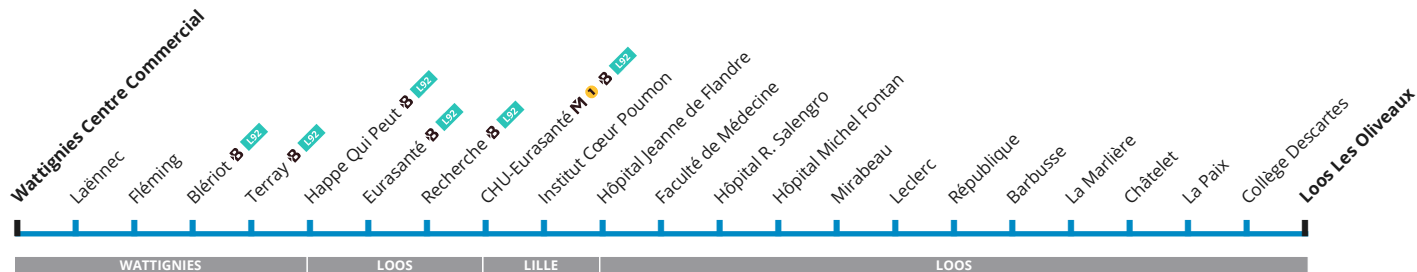 Wattignies Centre Commercial
Laënnec
Fléming
Blériot B L92
Terray B L92
Happe Qui Peut B L92
Eurasanté B L92
Recherche B L92
CHU-Eurasanté M 1 B L92
Institut Cœur Poumon
Hôpital Jeanne de Flandre
Faculté de Médecine
Hôpital R. Salengro
Hôpital Michel Fontan
Mirabeau
Leclerc
République
Barbusse
La Marlière
Châtelet
La Paix
Collège Descartes
Loos Les Oliveaux
WATTIGNIES
LOOS
LILLE
LOOS